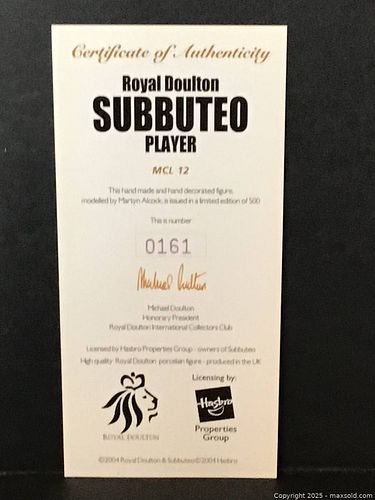 Certificate of Authenticity
Royal Doulton
SUBBUTEO
PLAYER
MCL 12
This hand made and hand decorated figure,
modelled by Martyn Alcock, is issued in a limited edition of 500
This is number
0161
Michael Doulton
Michael Doulton
Honorary President
Royal Doulton International Collectors Club
Licensed by Hasbro Properties Group - owners of Subbuteo
High quality Royal Doulton porcelain figure - produced in the UK
Licensing by:
Hasbro
Properties
Group
ROYAL DOULTON
©2004 Royal Doulton & Subbuteo ©2004 Hasbro
Copyright 2025 - maxsold.com